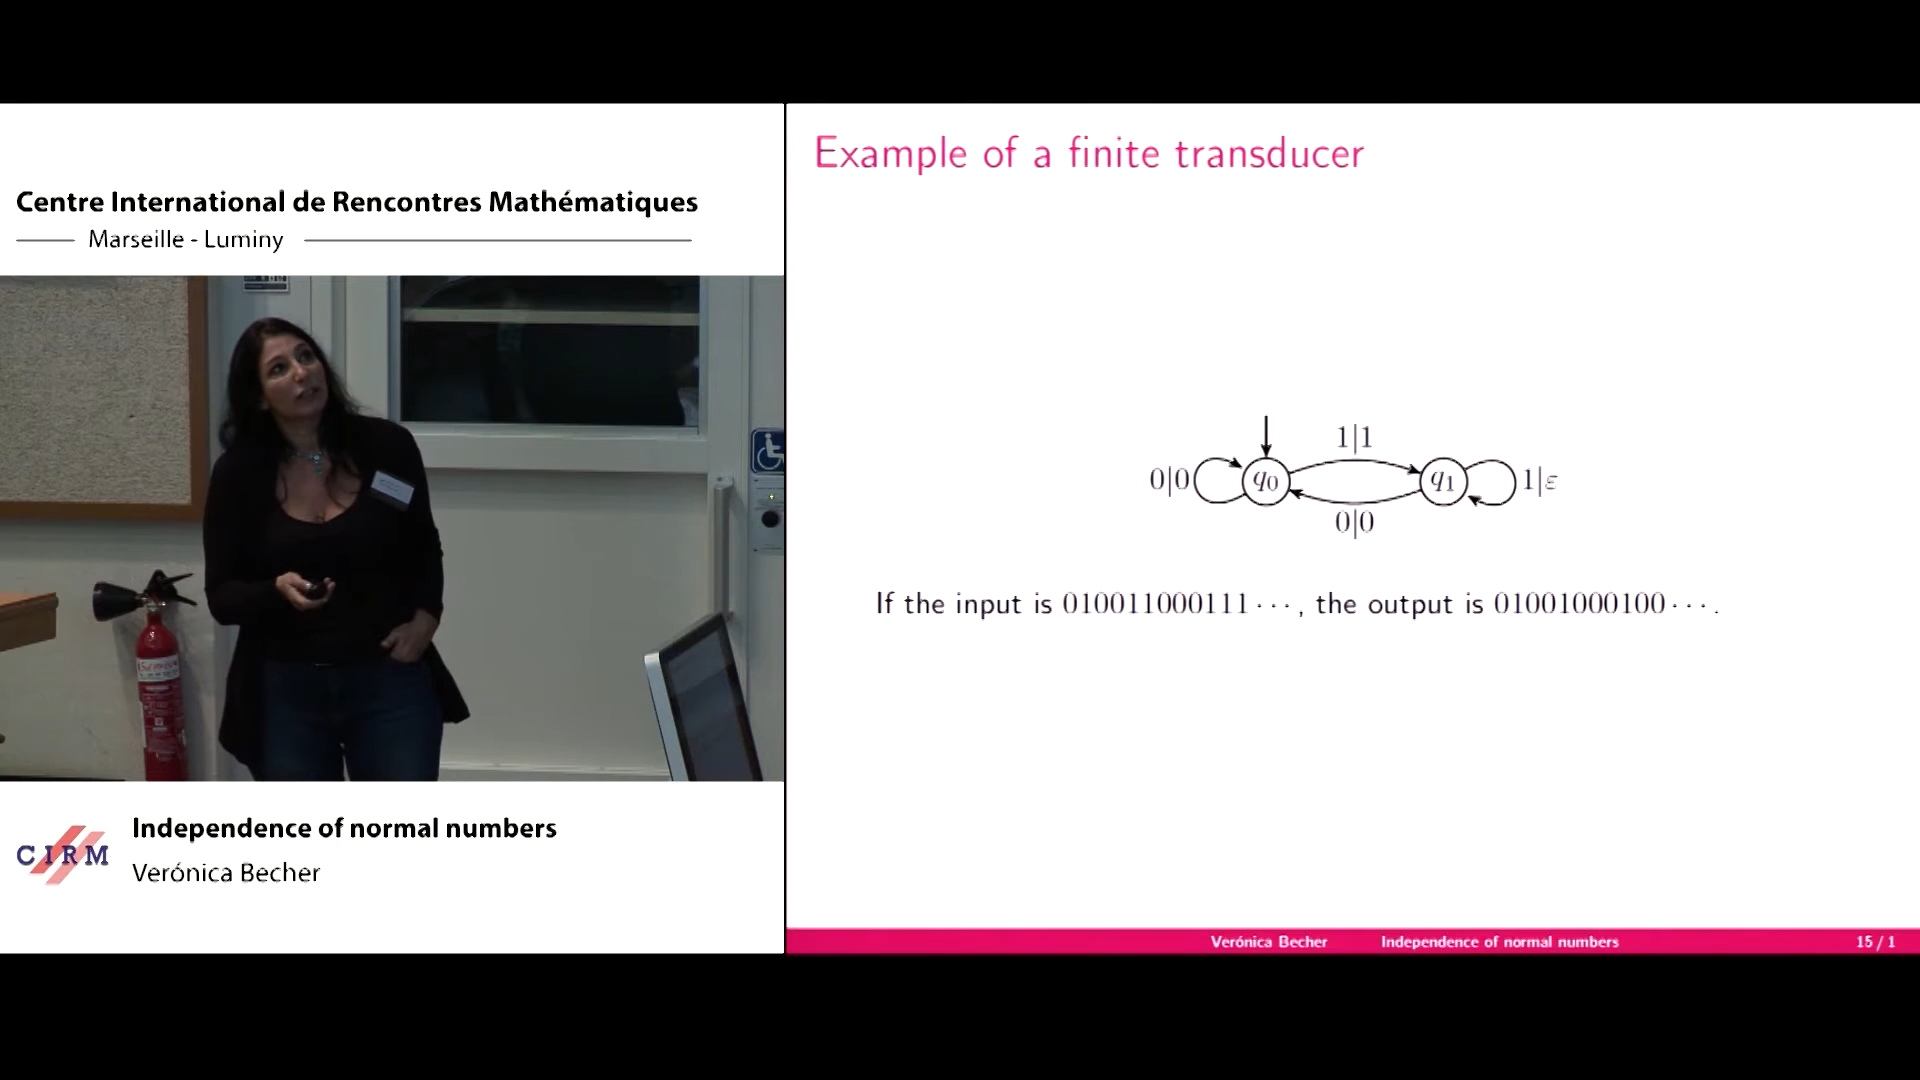 Centre International de Rencontres Mathématiques
Marseille - Luminy
CIRM
Independence of normal numbers
Verónica Becher
Example of a finite transducer
1|1
0|0 q₀ q₁ 1|ε
0|0
If the input is 010011000111 ⋯ , the output is 01001000100 ⋯ .
Verónica Becher Independence of normal numbers 15 / 1